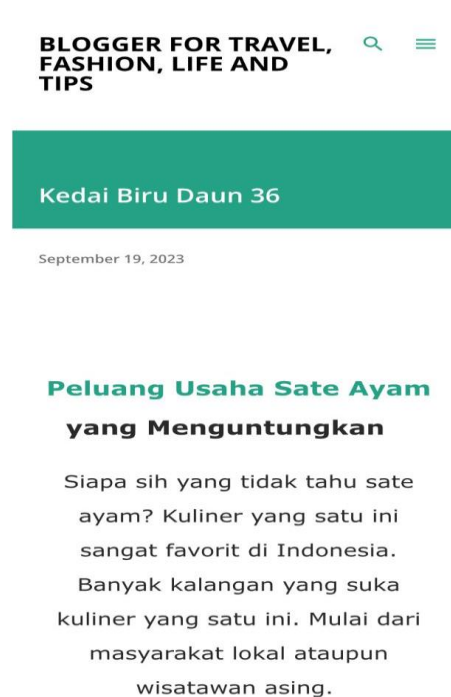 BLOGGER FOR TRAVEL,
FASHION, LIFE AND
TIPS
Kedai Biru Daun 36
September 19, 2023
Peluang Usaha Sate Ayam
yang Menguntungkan
Siapa sih yang tidak tahu sate
ayam? Kuliner yang satu ini
sangat favorit di Indonesia.
Banyak kalangan yang suka
kuliner yang satu ini. Mulai dari
masyarakat lokal ataupun
wisatawan asing.